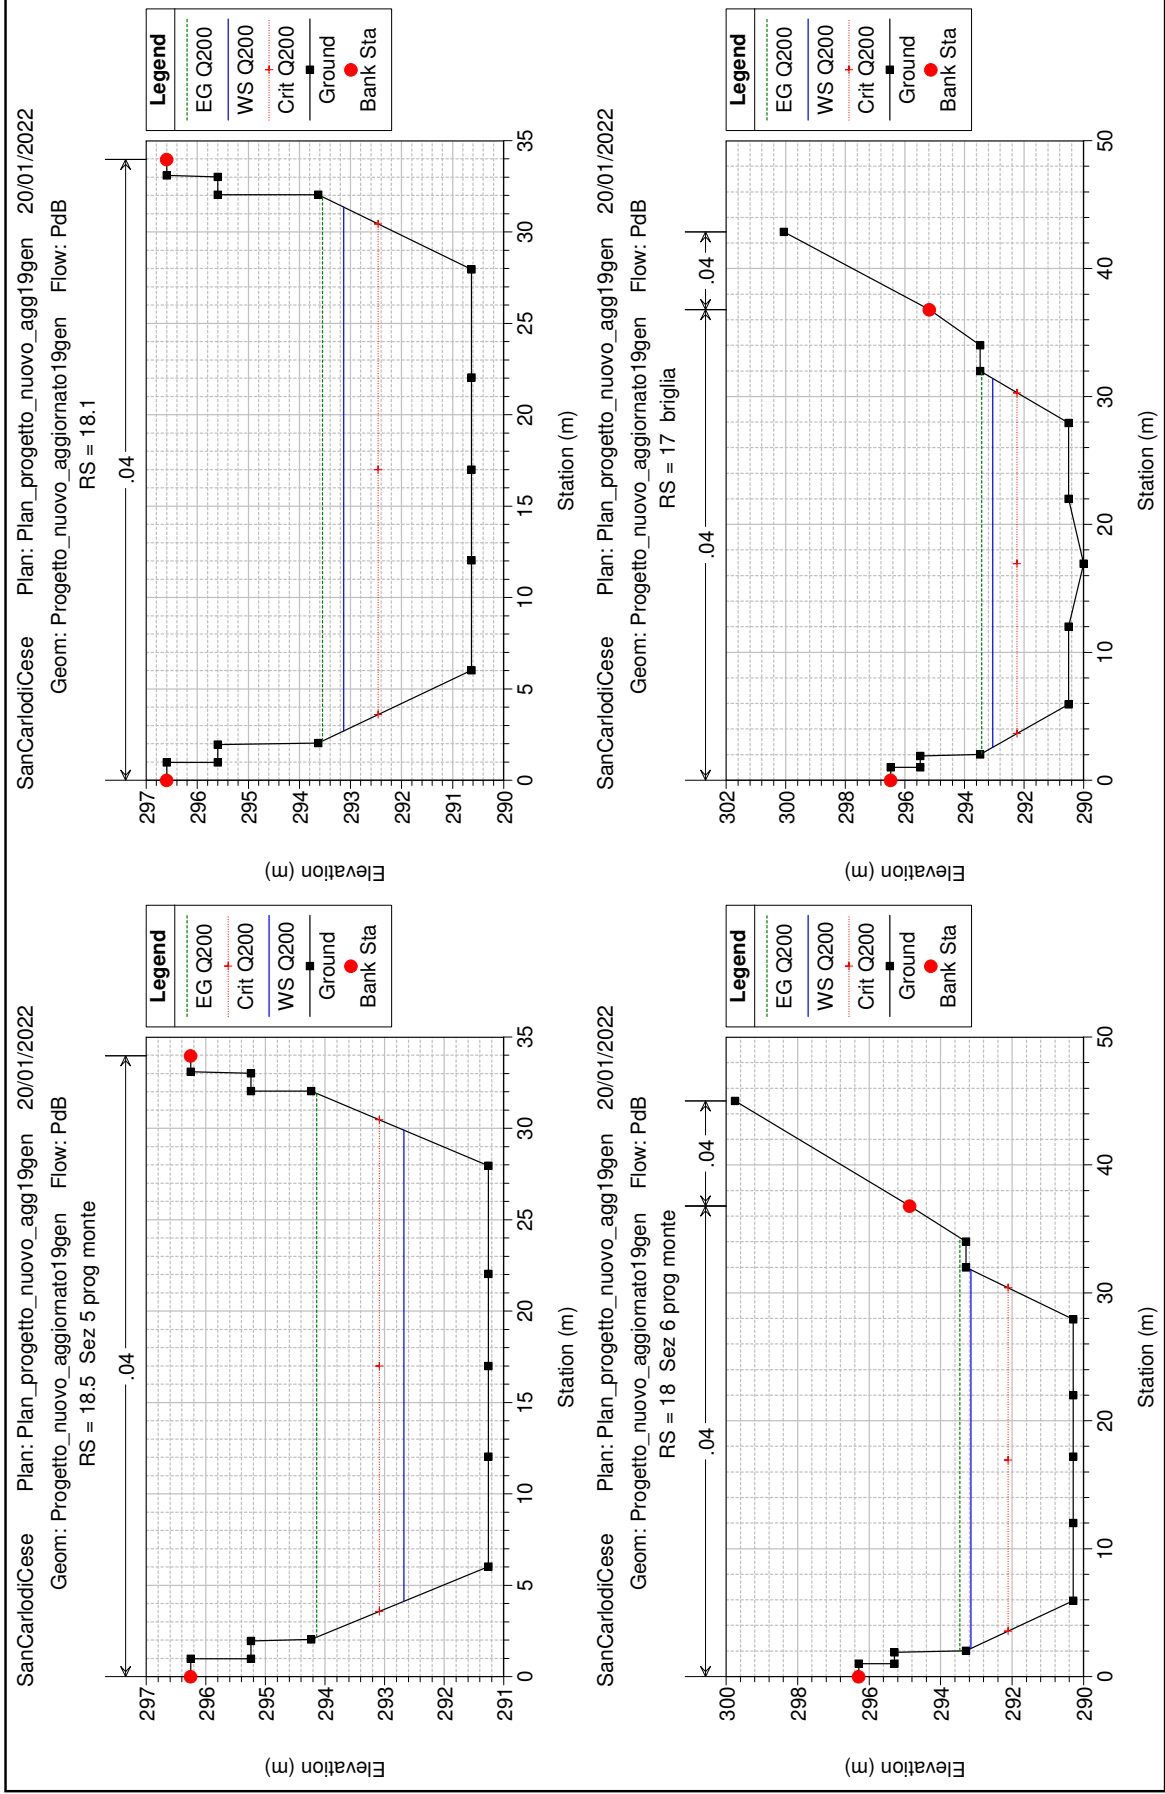 SanCarlodiCese Plan: Plan_progetto_nuovo_agg19gen 20/01/2022
Geom: Progetto_nuovo_aggiornato19gen Flow: PdB
RS = 18.5 Sez 5 prog monte
.04
Legend
EG Q200
Crit Q200
WS Q200
Ground
Bank Sta
297
296
295
294
293
292
291
Elevation (m)
0 5 10 15 20 25 30 35
Station (m)
SanCarlodiCese Plan: Plan_progetto_nuovo_agg19gen 20/01/2022
Geom: Progetto_nuovo_aggiornato19gen Flow: PdB
RS = 18.1
.04
Legend
EG Q200
WS Q200
Crit Q200
Ground
Bank Sta
297
296
295
294
293
292
291
290
Elevation (m)
0 5 10 15 20 25 30 35
Station (m)
SanCarlodiCese Plan: Plan_progetto_nuovo_agg19gen 20/01/2022
Geom: Progetto_nuovo_aggiornato19gen Flow: PdB
RS = 18 Sez 6 prog monte
.04 .04
Legend
EG Q200
WS Q200
Crit Q200
Ground
Bank Sta
300
298
296
294
292
290
Elevation (m)
0 10 20 30 40 50
Station (m)
SanCarlodiCese Plan: Plan_progetto_nuovo_agg19gen 20/01/2022
Geom: Progetto_nuovo_aggiornato19gen Flow: PdB
RS = 17 briglia
.04 .04
Legend
EG Q200
WS Q200
Crit Q200
Ground
Bank Sta
302
300
298
296
294
292
290
Elevation (m)
0 10 20 30 40 50
Station (m)